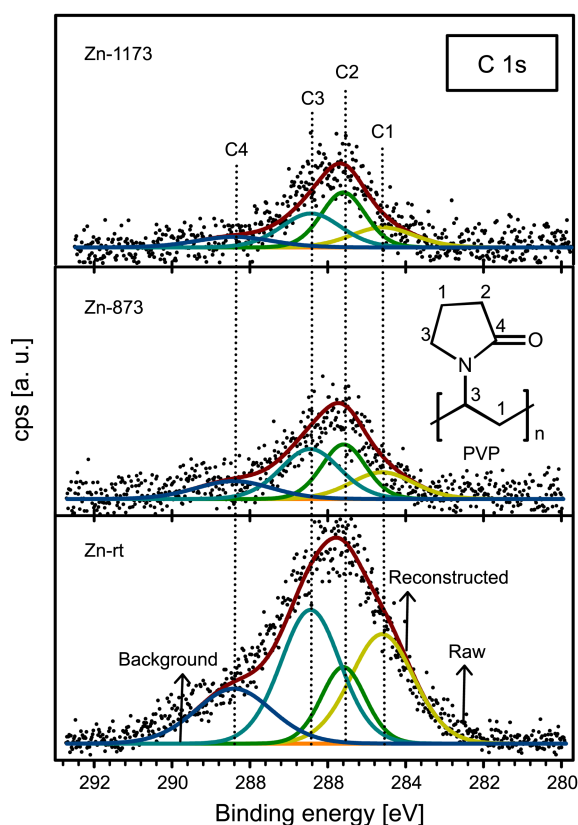 Zn-1173
C 1s
C2
C3
C1
C4
Zn-873
1
2
3
4
O
N
3
1
n
PVP
cps [a. u.]
Zn-rt
Reconstructed
Background
Raw
292
290
288
286
284
282
280
Binding energy [eV]